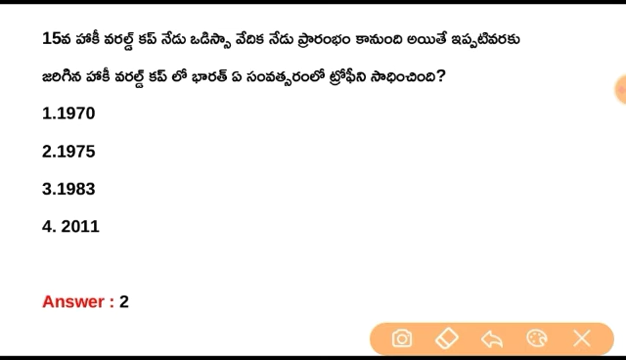 15వ హాకీ వరల్డ్ కప్ నేడు ఒడిస్సా వేదిక నేడు ప్రారంభం కానుంది అయితే ఇప్పటివరకు
జరిగిన హాకీ వరల్డ్ కప్ లో భారత్ ఏ సంవత్సరంలో ట్రోఫీని సాధించింది?
1.1970
2.1975
3.1983
4. 2011
Answer : 2